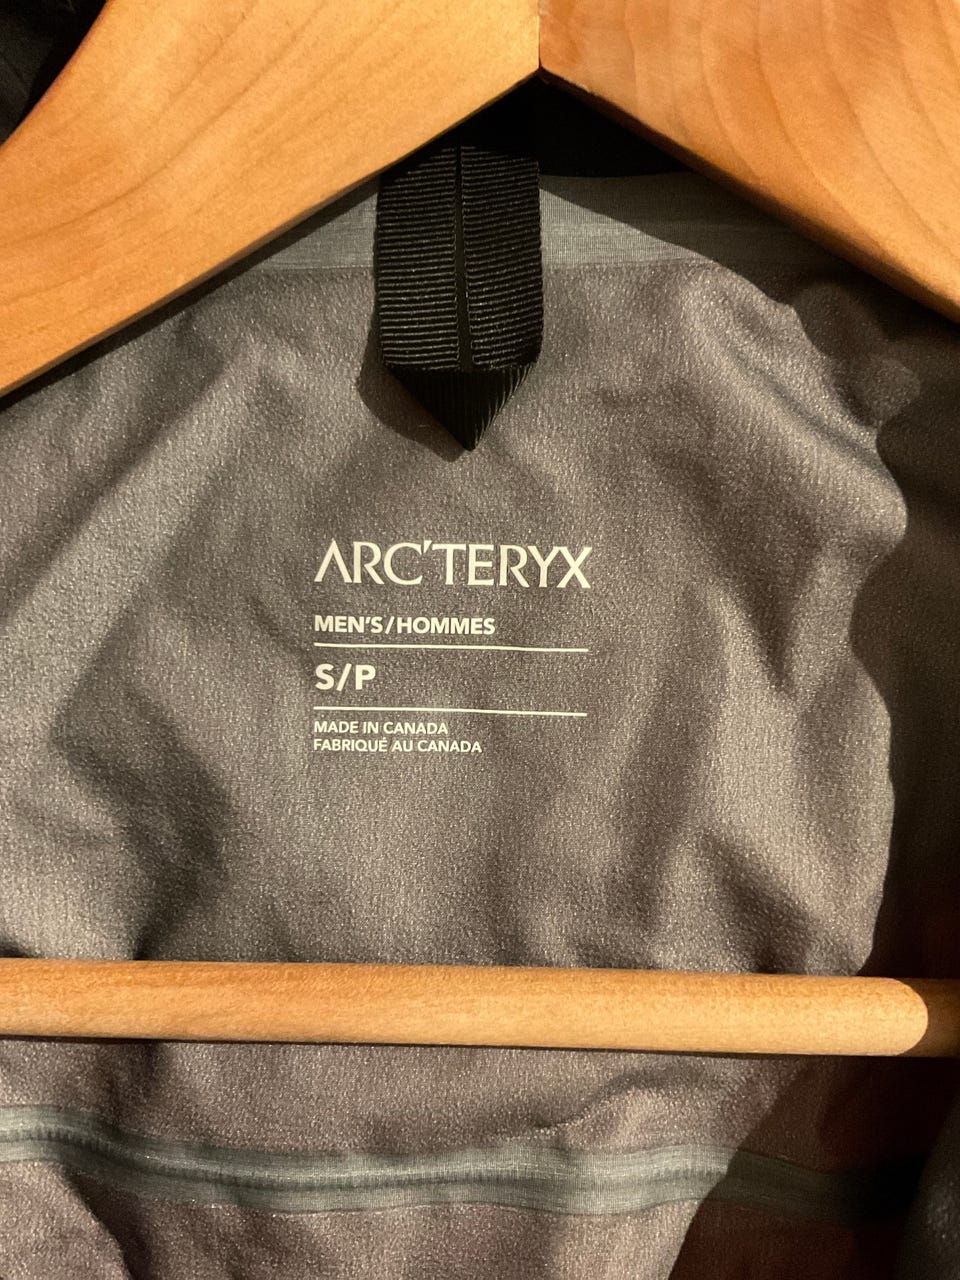 ARC'TERYX
MEN'S/HOMMES
S/P
MADE IN CANADA
FABRIQUÉ AU CANADA